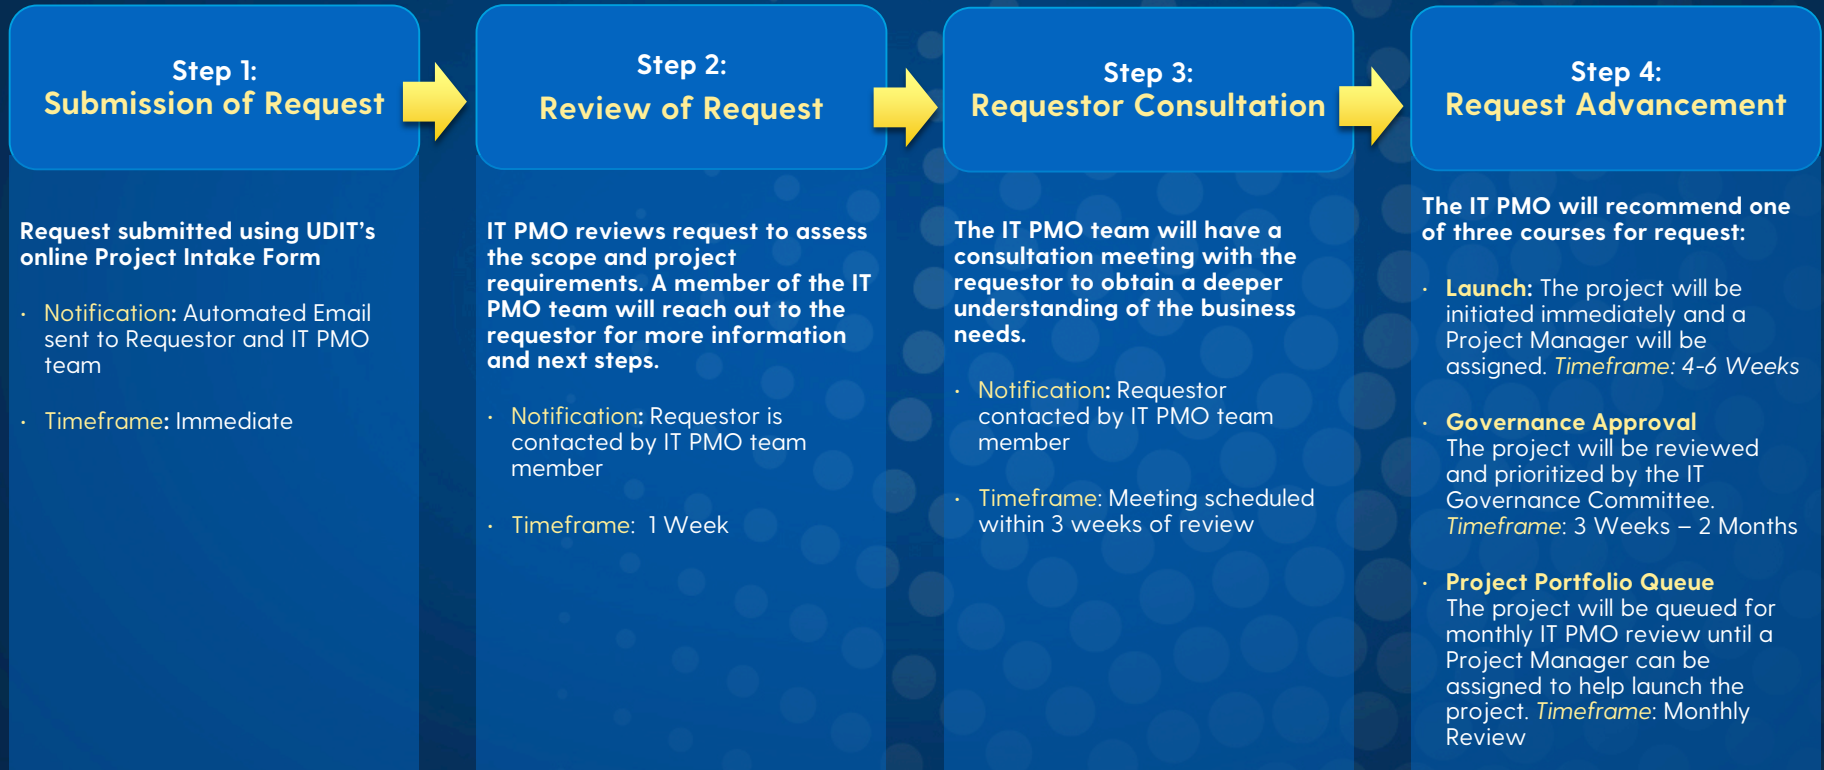 Step 1:
Submission of Request
Request submitted using UDIT's
online Project Intake Form
· Notification: Automated Email
sent to Requestor and IT PMO
team
· Timeframe: Immediate
Step 2:
Review of Request
IT PMO reviews request to assess
the scope and project
requirements. A member of the IT
PMO team will reach out to the
requestor for more information
and next steps.
· Notification: Requestor is
contacted by IT PMO team
member
· Timeframe: 1 Week
Step 3:
Requestor Consultation
The IT PMO team will have a
consultation meeting with the
requestor to obtain a deeper
understanding of the business
needs.
· Notification: Requestor
contacted by IT PMO team
member
· Timeframe: Meeting scheduled
within 3 weeks of review
Step 4:
Request Advancement
The IT PMO will recommend one
of three courses for request:
· Launch: The project will be
initiated immediately and a
Project Manager will be
assigned. Timeframe: 4-6 Weeks
· Governance Approval
The project will be reviewed
and prioritized by the IT
Governance Committee.
Timeframe: 3 Weeks – 2 Months
· Project Portfolio Queue
The project will be queued for
monthly IT PMO review until a
Project Manager can be
assigned to help launch the
project. Timeframe: Monthly
Review